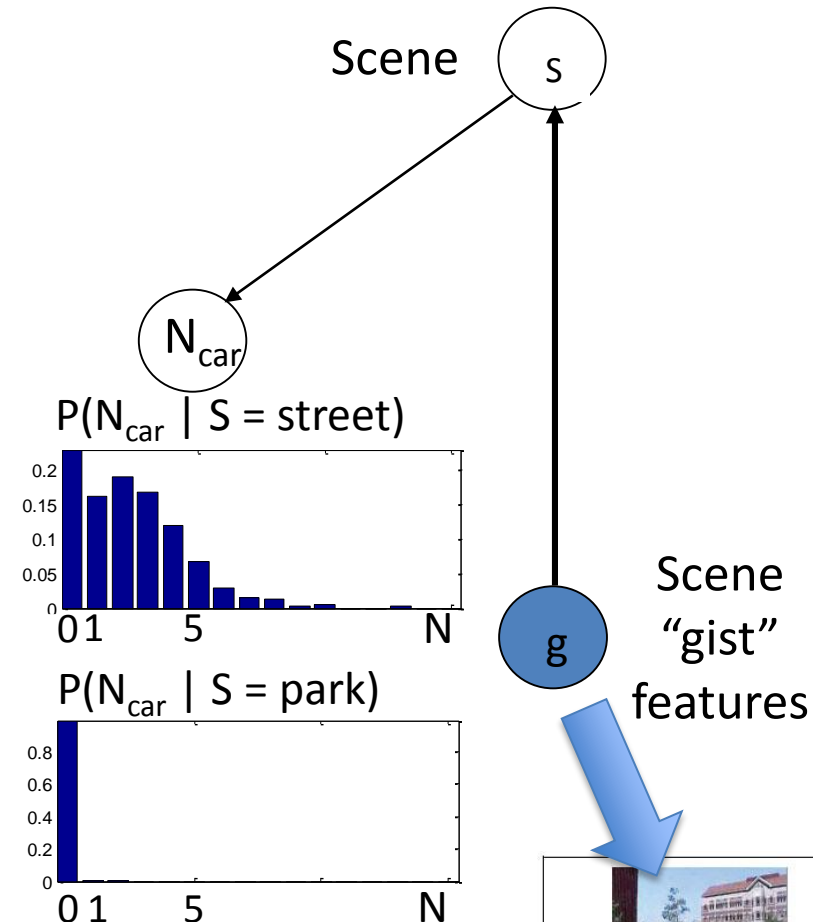 Scene
S
N_car
P(N_car | S = street)
0.2
0.15
0.1
0.05
0
0 1 5 N
g
Scene
“gist”
features
P(N_car | S = park)
0.8
0.6
0.4
0.2
0
0 1 5 N